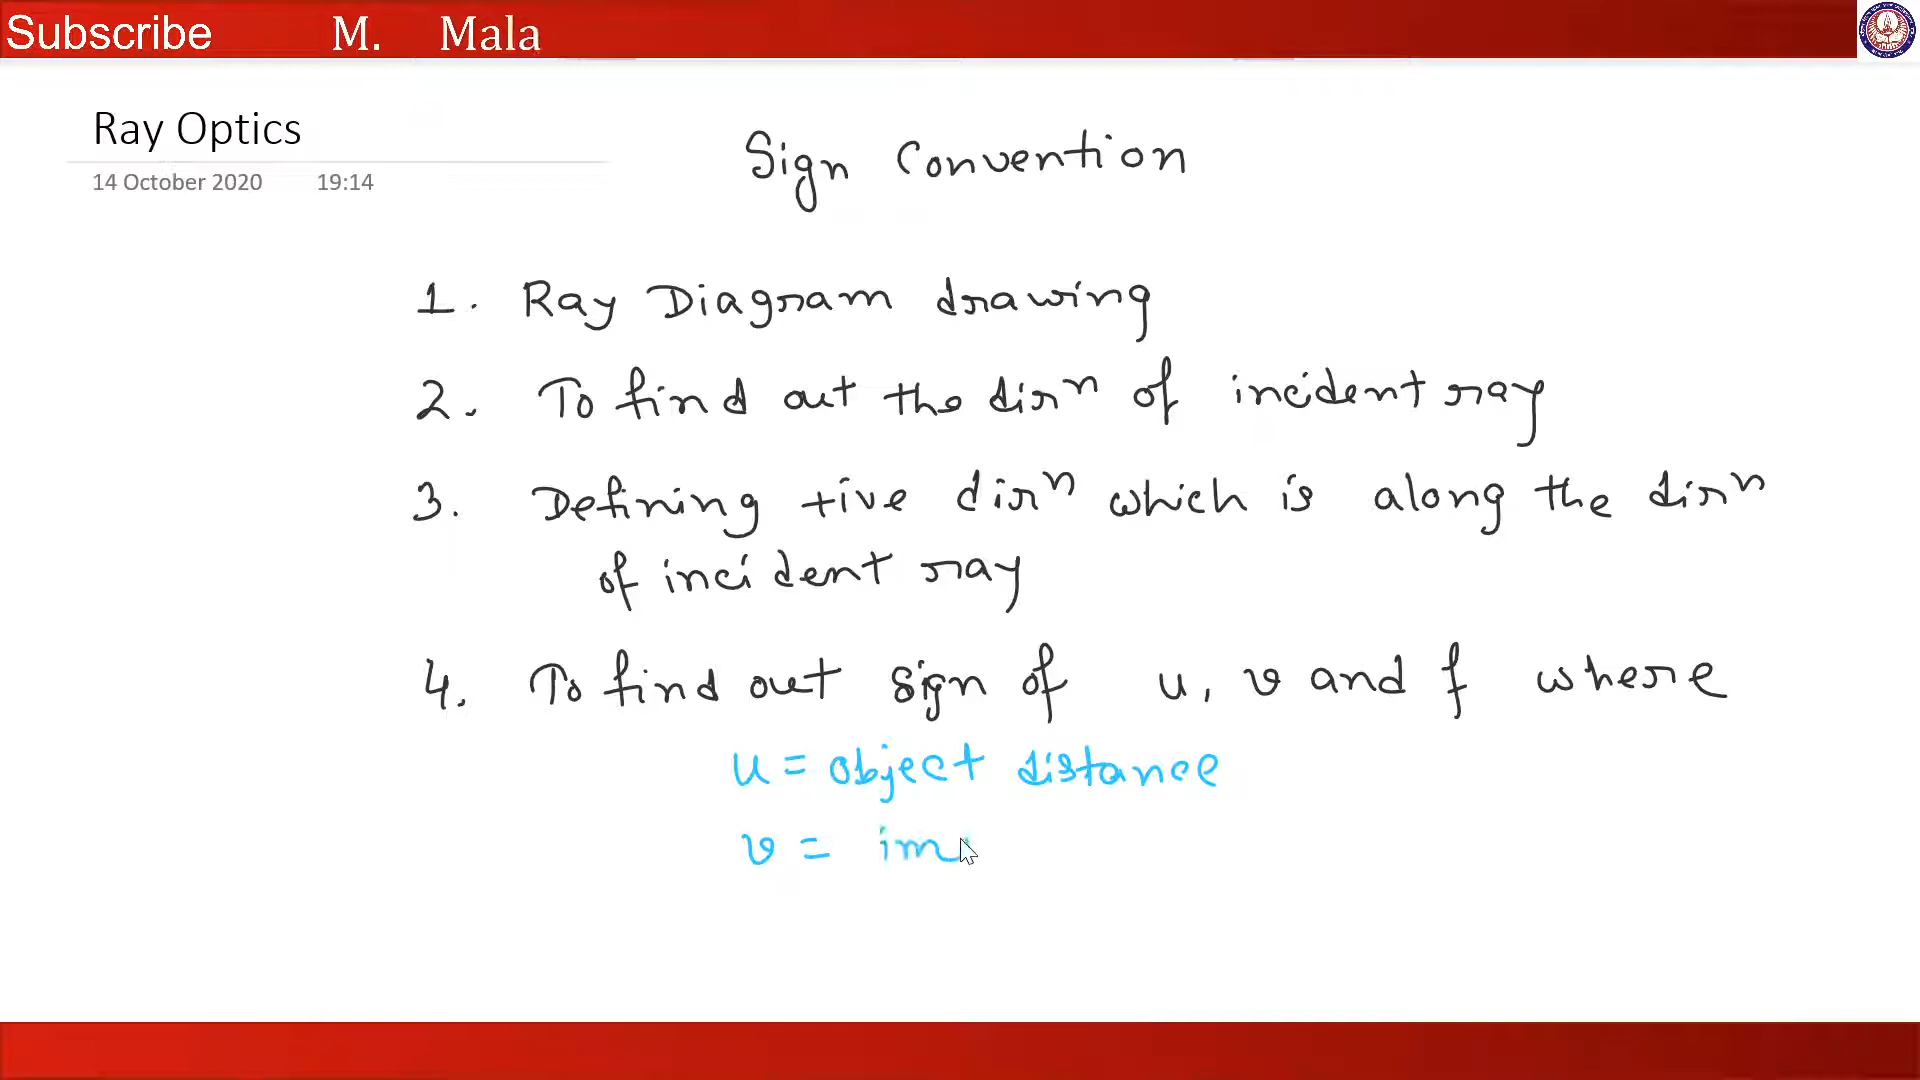 Subscribe M. Mala
Ray Optics
14 October 2020 19:14
Sign Convention
1. Ray Diagram drawing
2. To find out the dirⁿ of incident ray
3. Defining +ive dirⁿ which is along the dirⁿ
of incident ray
4. To find out sign of u, v and f where
u = object distance
v = im